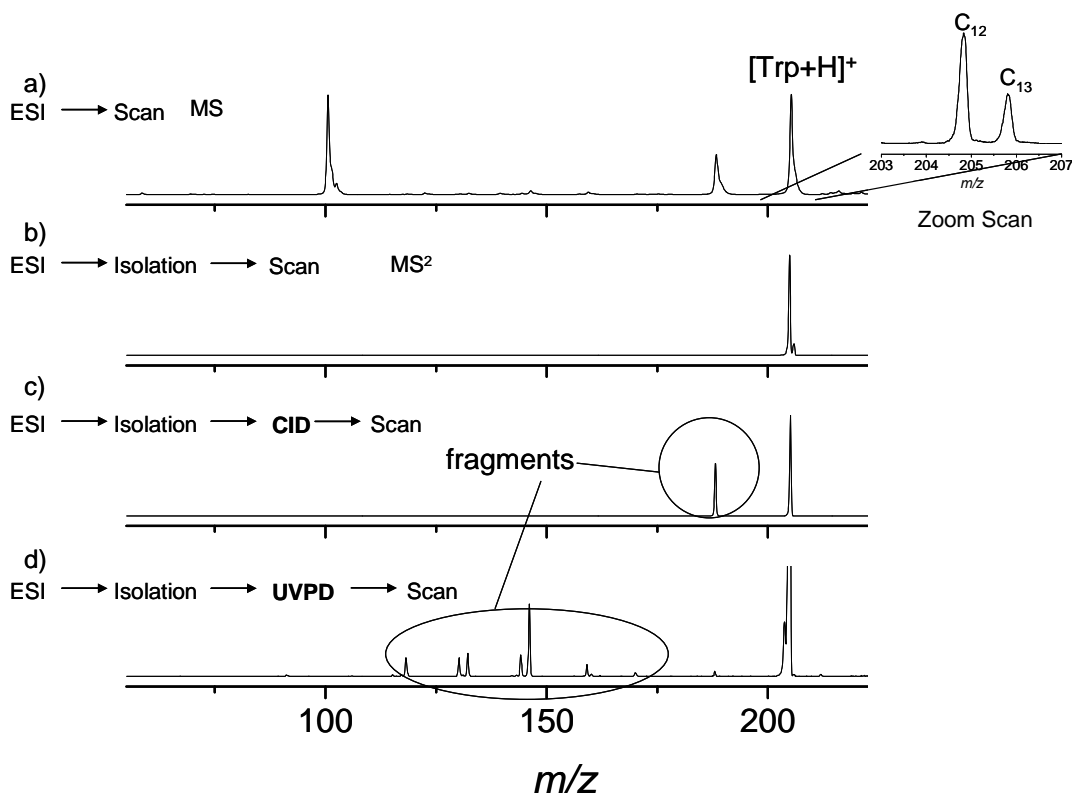 C₁₂
C₁₃
[Trp+H]⁺
a)
ESI → Scan MS
203 204 205 206 207
m/z
Zoom Scan
b)
ESI → Isolation → Scan MS²
c)
ESI → Isolation → CID → Scan
fragments
d)
ESI → Isolation → UVPD → Scan
100 150 200
m/z